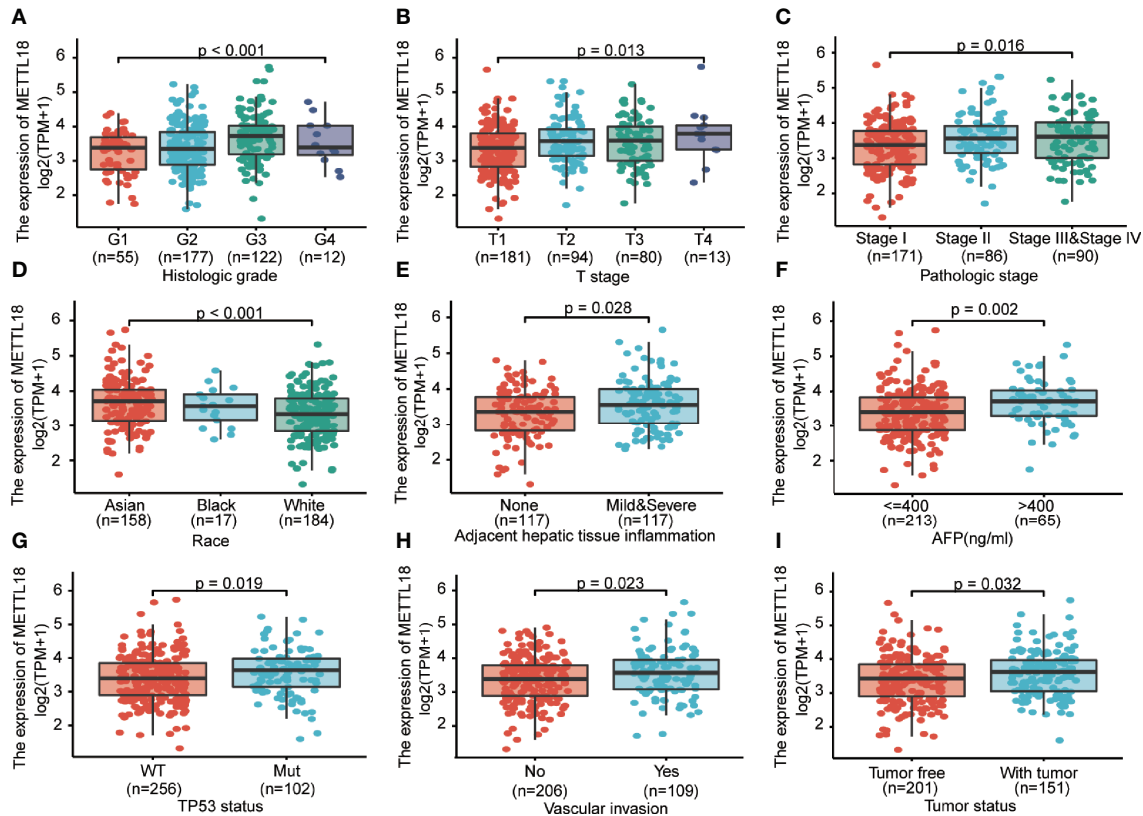 A
The expression of METTL18
log2(TPM+1)
p < 0.001
6
5
4
3
2
G1
G2
G3
G4
(n=55)
(n=177)
(n=122)
(n=12)
Histologic grade
B
The expression of METTL18
log2(TPM+1)
p = 0.013
6
5
4
3
2
T1
T2
T3
T4
(n=181)
(n=94)
(n=80)
(n=13)
T stage
C
The expression of METTL18
log2(TPM+1)
p = 0.016
6
5
4
3
2
Stage I
Stage II
Stage III&Stage IV
(n=171)
(n=86)
(n=90)
Pathologic stage
D
The expression of METTL18
log2(TPM+1)
p < 0.001
6
5
4
3
2
Asian
Black
White
(n=158)
(n=17)
(n=184)
Race
E
The expression of METTL18
log2(TPM+1)
p = 0.028
6
5
4
3
2
None
Mild&Severe
(n=117)
(n=117)
Adjacent hepatic tissue inflammation
F
The expression of METTL18
log2(TPM+1)
p = 0.002
6
5
4
3
2
<=400
>400
(n=213)
(n=65)
AFP(ng/ml)
G
The expression of METTL18
log2(TPM+1)
p = 0.019
6
5
4
3
2
WT
Mut
(n=256)
(n=102)
TP53 status
H
The expression of METTL18
log2(TPM+1)
p = 0.023
6
5
4
3
2
No
Yes
(n=206)
(n=109)
Vascular invasion
I
The expression of METTL18
log2(TPM+1)
p = 0.032
6
5
4
3
2
Tumor free
With tumor
(n=201)
(n=151)
Tumor status